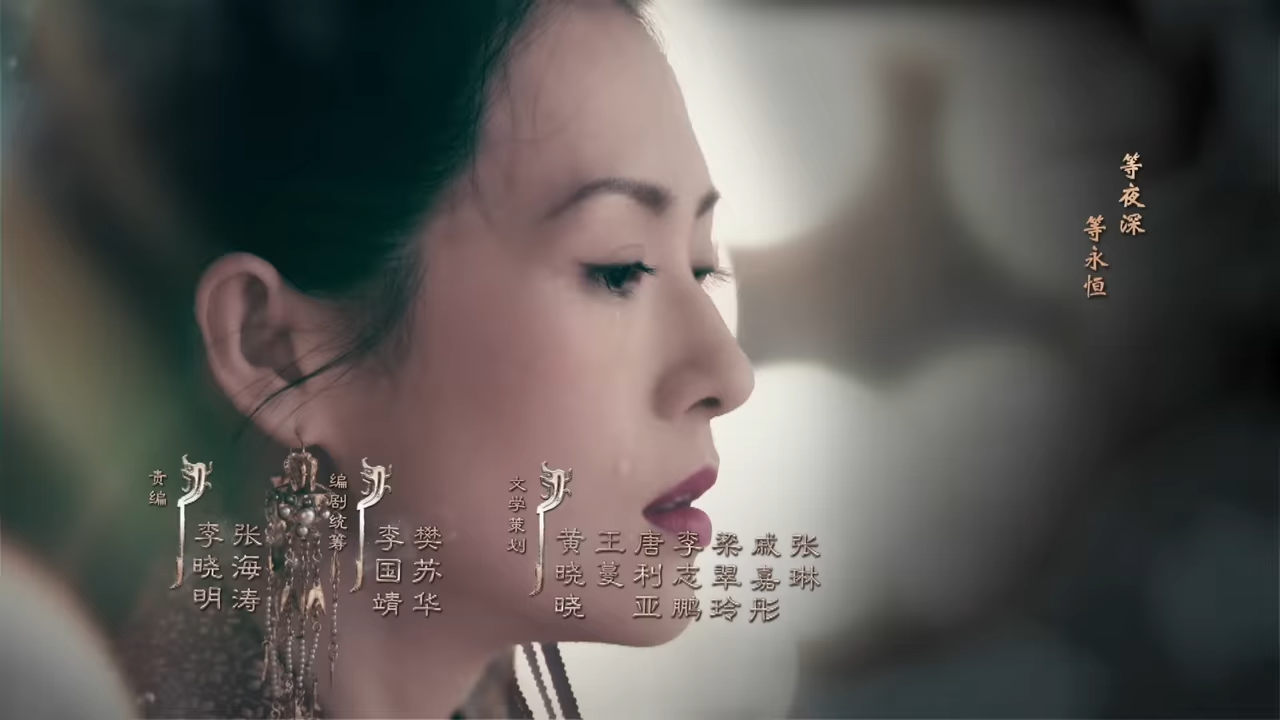 等夜深
等永恒
责编
李晓明
张海涛
编剧统筹
李国靖
樊苏华
文学策划
黄晓晓
王蔓
唐利亚
李志鹏
梁翠玲
戚嘉彤
张琳